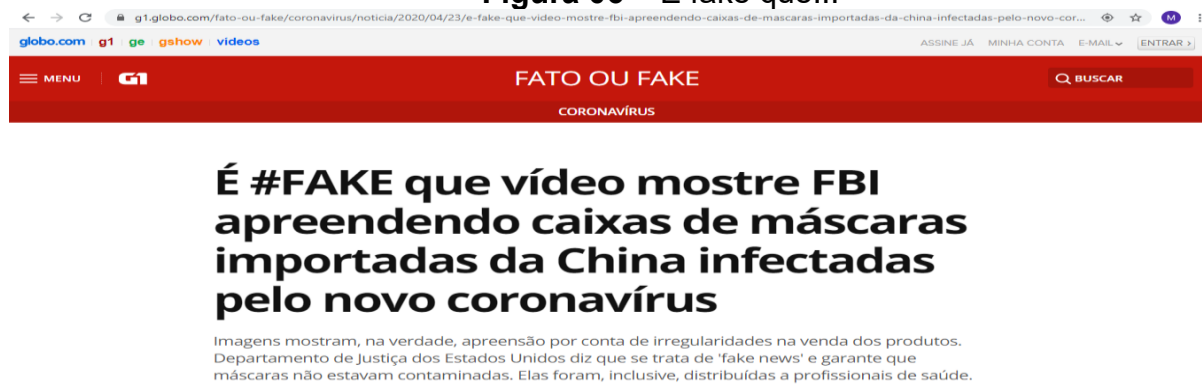 É fake que...
g1.globo.com/fato-ou-fake/coronavirus/noticia/2020/04/23/e-fake-que-video-mostre-fbi-apreendendo-caixas-de-mascaras-importadas-da-china-infectadas-pelo-novo-cor... M
globo.com g1 ge gshow videos ASSINE JÁ MINHA CONTA E-MAIL ENTRAR >
MENU G1 FATO OU FAKE BUSCAR
CORONAVÍRUS
É #FAKE que vídeo mostre FBI
apreendendo caixas de máscaras
importadas da China infectadas
pelo novo coronavírus
Imagens mostram, na verdade, apreensão por conta de irregularidades na venda dos produtos.
Departamento de Justiça dos Estados Unidos diz que se trata de 'fake news' e garante que
máscaras não estavam contaminadas. Elas foram, inclusive, distribuídas a profissionais de saúde.